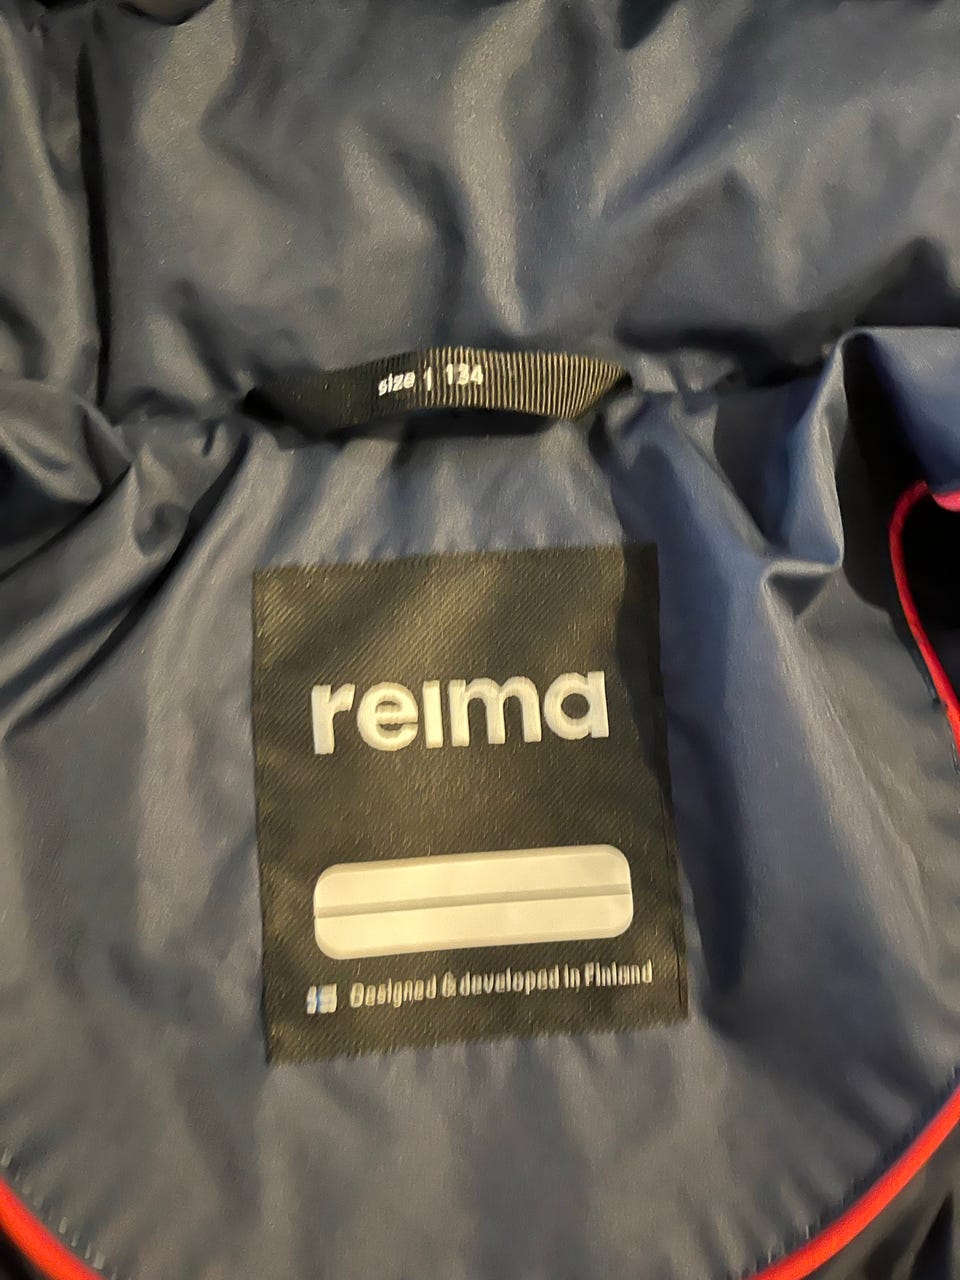 size | 134
reima
Designed & developed in Finland